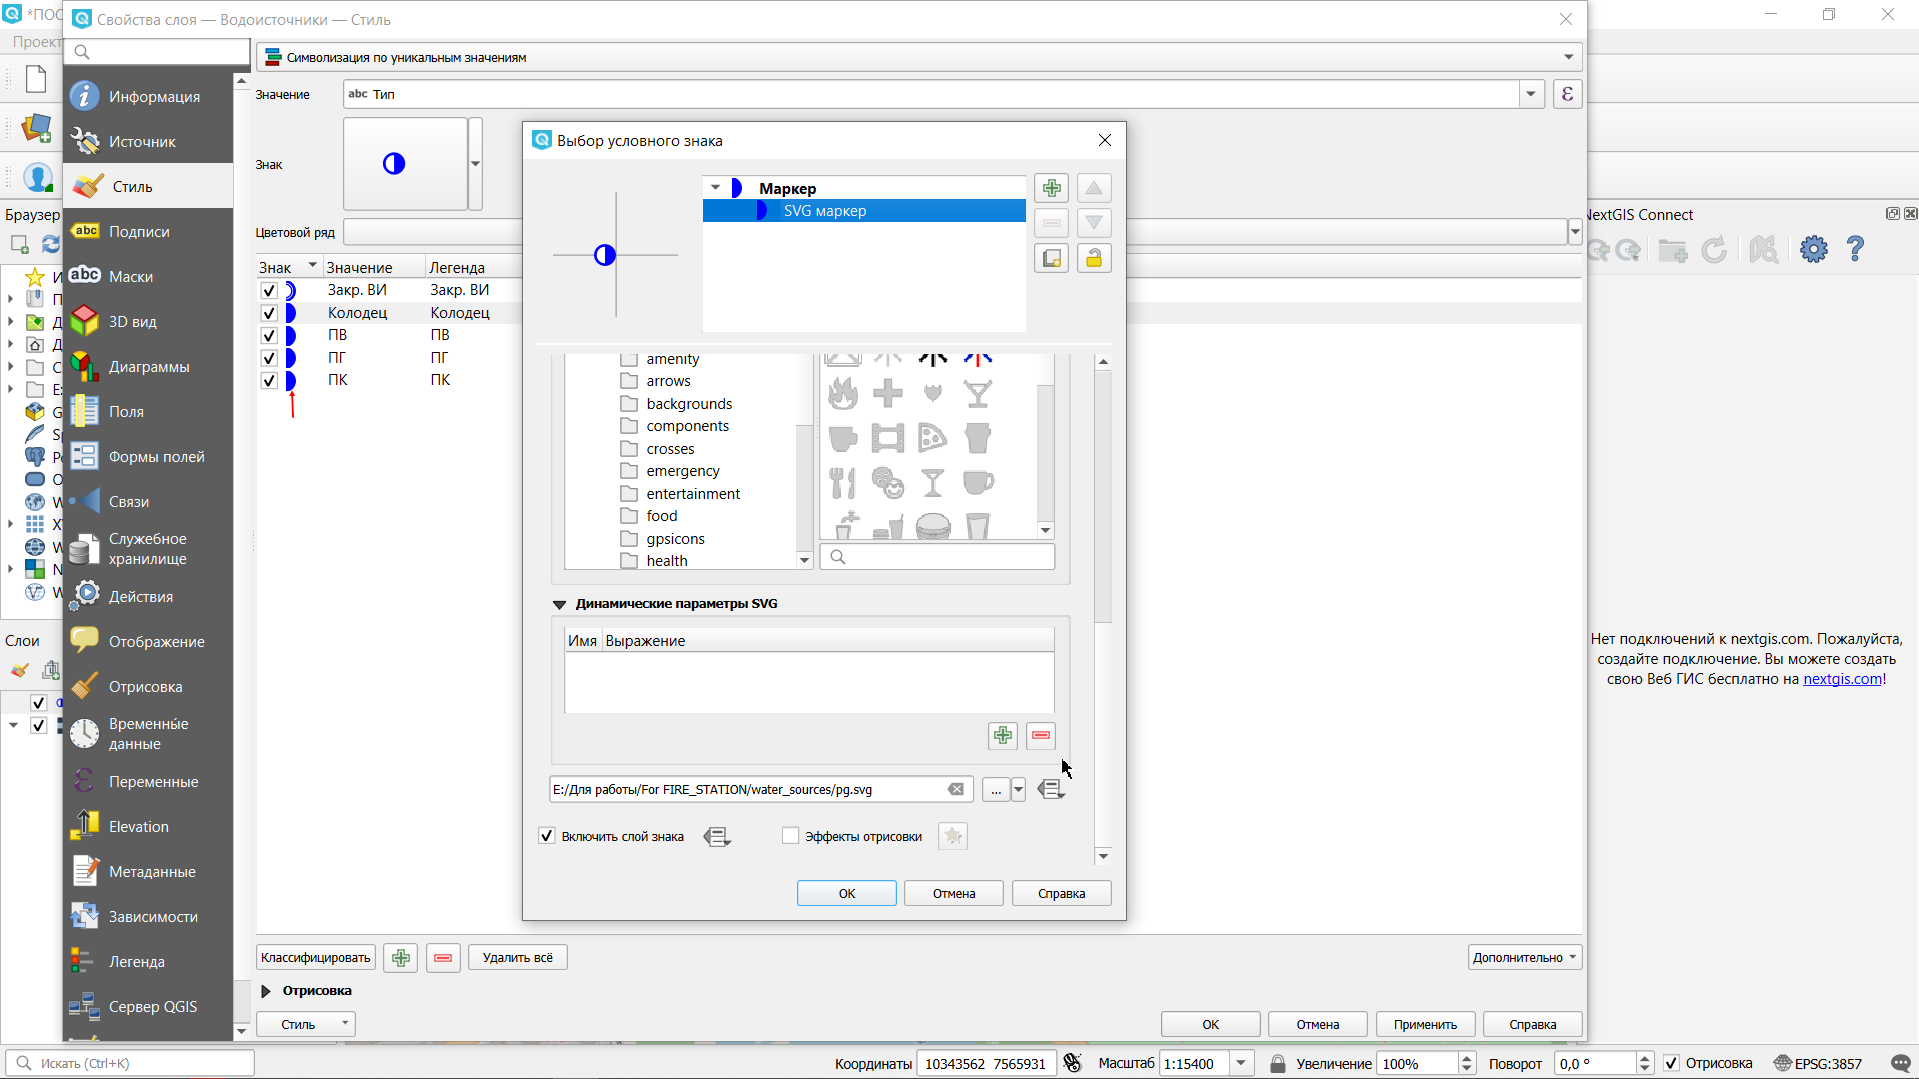 *ПОС
Свойства слоя — Водоисточники — Стиль
Проект
Символизация по уникальным значениям
Значение
abc Тип
ε
Информация
Источник
Стиль
Подписи
Маски
3D вид
Диаграммы
Поля
Формы полей
Связи
Служебное
хранилище
Действия
Отображение
Отрисовка
Временны́е
данные
Переменные
Elevation
Метаданные
Зависимости
Легенда
Сервер QGIS
abc
abc
Знак
Цветовой ряд
Знак Значение Легенда
Закр. ВИ Закр. ВИ
Колодец Колодец
ПВ ПВ
ПГ ПГ
ПК ПК
Выбор условного знака
Маркер
SVG маркер
amenity
arrows
backgrounds
components
crosses
emergency
entertainment
food
gpsicons
health
Динамические параметры SVG
Имя Выражение
E:/Для работы/For FIRE_STATION/water_sources/pg.svg
...
Включить слой знака
Эффекты отрисовки
OK
Отмена
Справка
Классифицировать
Удалить всё
Дополнительно
Отрисовка
Стиль
OK
Отмена
Применить
Справка
Браузер
Слои
NextGIS Connect
Нет подключений к nextgis.com. Пожалуйста,
создайте подключение. Вы можете создать
свою Веб ГИС бесплатно на nextgis.com!
Искать (Ctrl+K)
Координаты 10343562 7565931
Масштаб 1:15400
Увеличение 100%
Поворот 0,0 °
Отрисовка
EPSG:3857